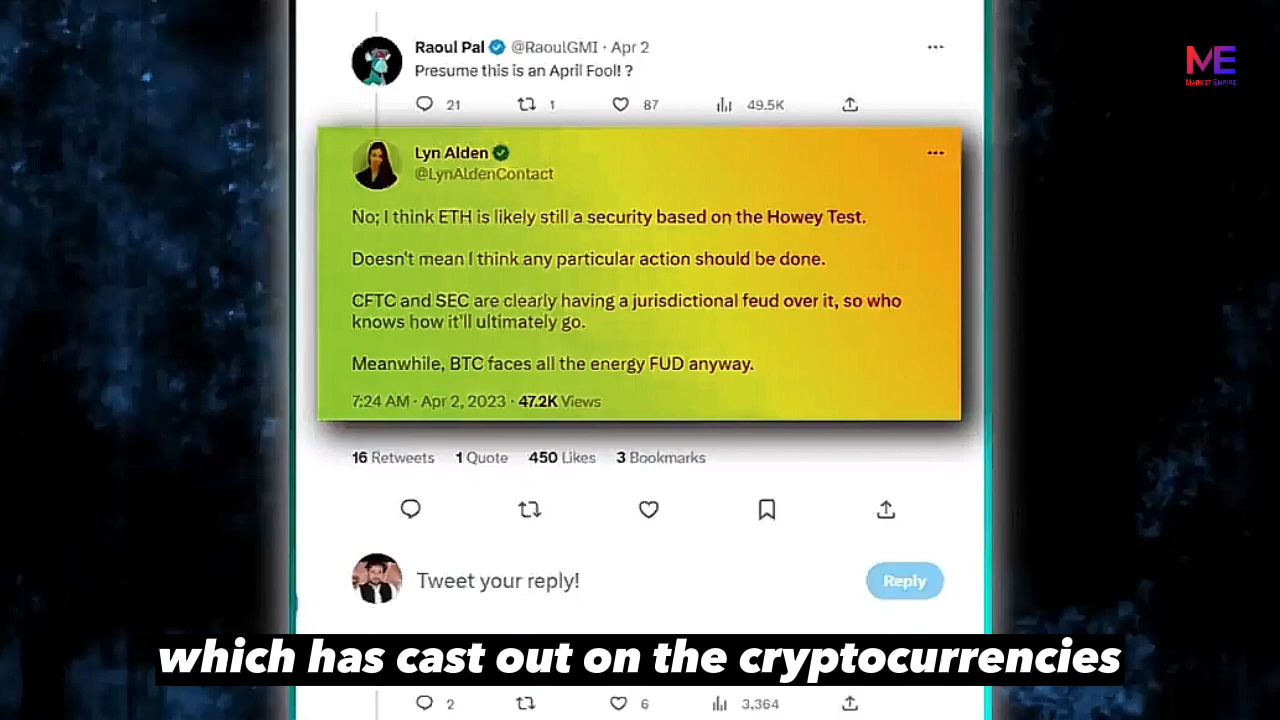 Raoul Pal @RaoulGMI · Apr 2
Presume this is an April Fool! ?
21 1 87 49.5K
ME
MARKET EMPIRE
Lyn Alden
@LynAldenContact
No; I think ETH is likely still a security based on the Howey Test.
Doesn't mean I think any particular action should be done.
CFTC and SEC are clearly having a jurisdictional feud over it, so who
knows how it'll ultimately go.
Meanwhile, BTC faces all the energy FUD anyway.
7:24 AM · Apr 2, 2023 · 47.2K Views
16 Retweets 1 Quote 450 Likes 3 Bookmarks
Tweet your reply!
Reply
which has cast out on the cryptocurrencies
2 6 3,364